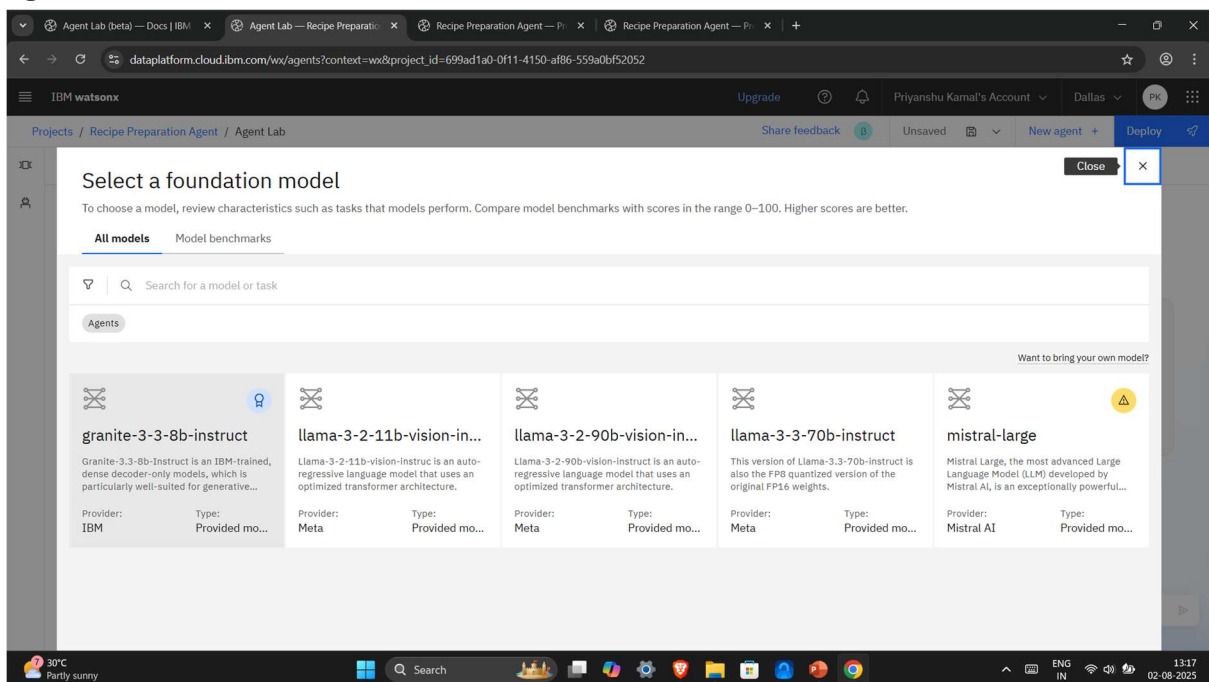 Agent Lab (beta) — Docs | IBM
Agent Lab — Recipe Preparatio
Recipe Preparation Agent — Pr
Recipe Preparation Agent — Pr
dataplatform.cloud.ibm.com/wx/agents?context=wx&project_id=699ad1a0-0f11-4150-af86-559a0bf52052
IBM watsonx
Upgrade
Priyanshu Kamal's Account
Dallas
PK
Projects / Recipe Preparation Agent / Agent Lab
Share feedback
β
Unsaved
New agent +
Deploy
Close
Select a foundation model
To choose a model, review characteristics such as tasks that models perform. Compare model benchmarks with scores in the range 0–100. Higher scores are better.
All models
Model benchmarks
Search for a model or task
Agents
Want to bring your own model?
granite-3-3-8b-instruct
Granite-3.3-8b-Instruct is an IBM-trained,
dense decoder-only models, which is
particularly well-suited for generative...
Provider: Type:
IBM Provided mo...
llama-3-2-11b-vision-in...
Llama-3-2-11b-vision-instruc is an auto-
regressive language model that uses an
optimized transformer architecture.
Provider: Type:
Meta Provided mo...
llama-3-2-90b-vision-in...
Llama-3-2-90b-vision-instruct is an auto-
regressive language model that uses an
optimized transformer architecture.
Provider: Type:
Meta Provided mo...
llama-3-3-70b-instruct
This version of Llama-3.3-70b-instruct is
also the FP8 quantized version of the
original FP16 weights.
Provider: Type:
Meta Provided mo...
mistral-large
Mistral Large, the most advanced Large
Language Model (LLM) developed by
Mistral Al, is an exceptionally powerful...
Provider: Type:
Mistral AI Provided mo...
7
30°C
Partly sunny
Search
ENG
IN
13:17
02-08-2025